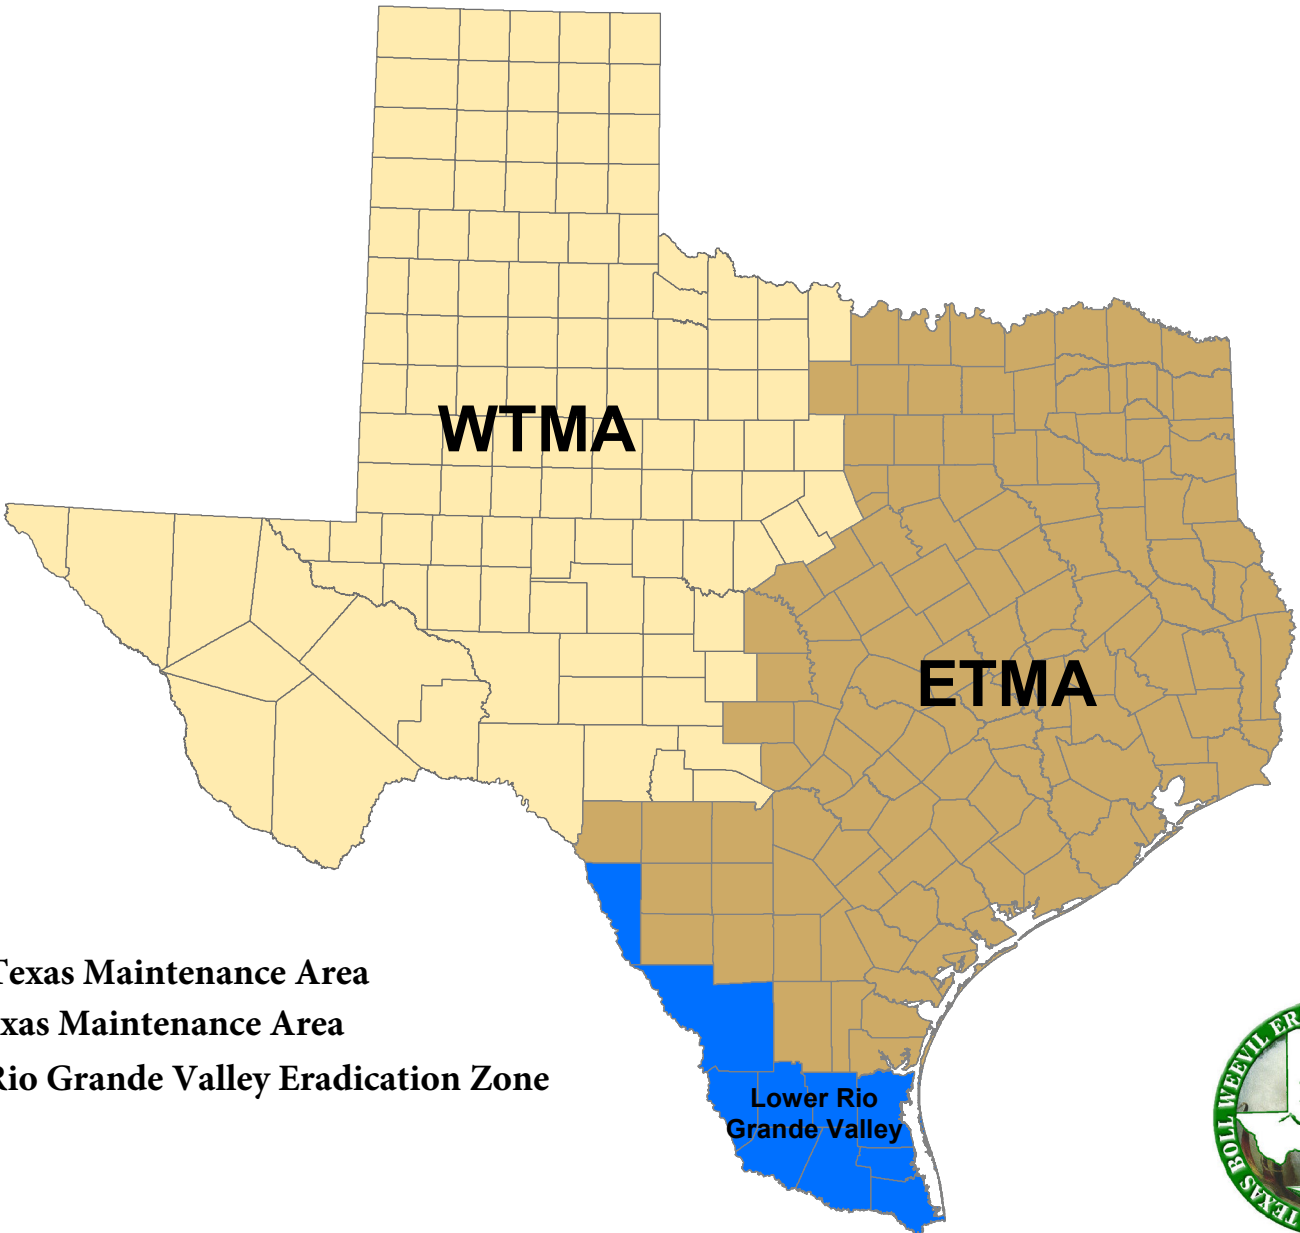 WTMA
ETMA
Texas Maintenance Area
xas Maintenance Area
Rio Grande Valley Eradication Zone
Lower Rio
Grande Valley
TEXAS BOLL WEEVIL ER